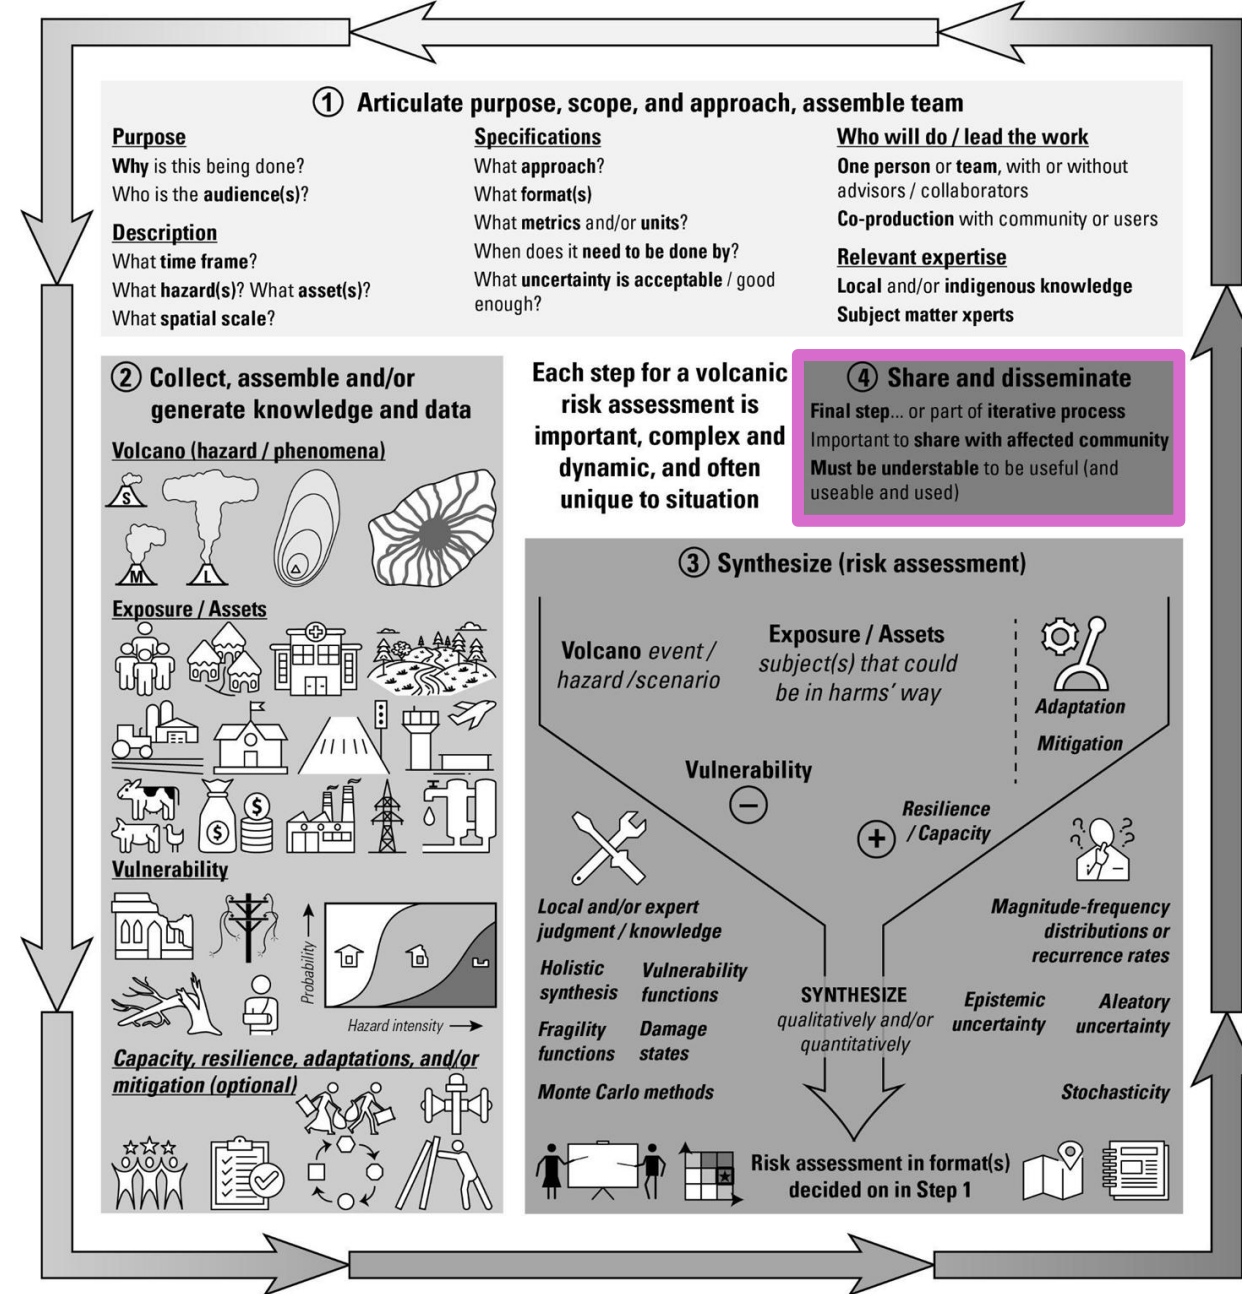 ① Articulate purpose, scope, and approach, assemble team
Purpose
Why is this being done?
Who is the audience(s)?
Description
What time frame?
What hazard(s)? What asset(s)?
What spatial scale?
Specifications
What approach?
What format(s)
What metrics and/or units?
When does it need to be done by?
What uncertainty is acceptable / good
enough?
Who will do / lead the work
One person or team, with or without
advisors / collaborators
Co-production with community or users
Relevant expertise
Local and/or indigenous knowledge
Subject matter xperts
② Collect, assemble and/or
generate knowledge and data
Volcano (hazard / phenomena)
S
M
L
Exposure / Assets
$
$
Vulnerability
Probability
Hazard intensity
Capacity, resilience, adaptations, and/or
mitigation (optional)
Each step for a volcanic
risk assessment is
important, complex and
dynamic, and often
unique to situation
④ Share and disseminate
Final step... or part of iterative process
Important to share with affected community
Must be understable to be useful (and
useable and used)
③ Synthesize (risk assessment)
Volcano event /
hazard /scenario
Exposure / Assets
subject(s) that could
be in harms' way
Adaptation
Mitigation
Vulnerability
−
+
Resilience
/ Capacity
? ? ? ?
Local and/or expert
judgment / knowledge
Holistic
synthesis
Vulnerability
functions
Fragility
functions
Damage
states
Monte Carlo methods
SYNTHESIZE
qualitatively and/or
quantitatively
Magnitude-frequency
distributions or
recurrence rates
Epistemic
uncertainty
Aleatory
uncertainty
Stochasticity
Risk assessment in format(s)
decided on in Step 1